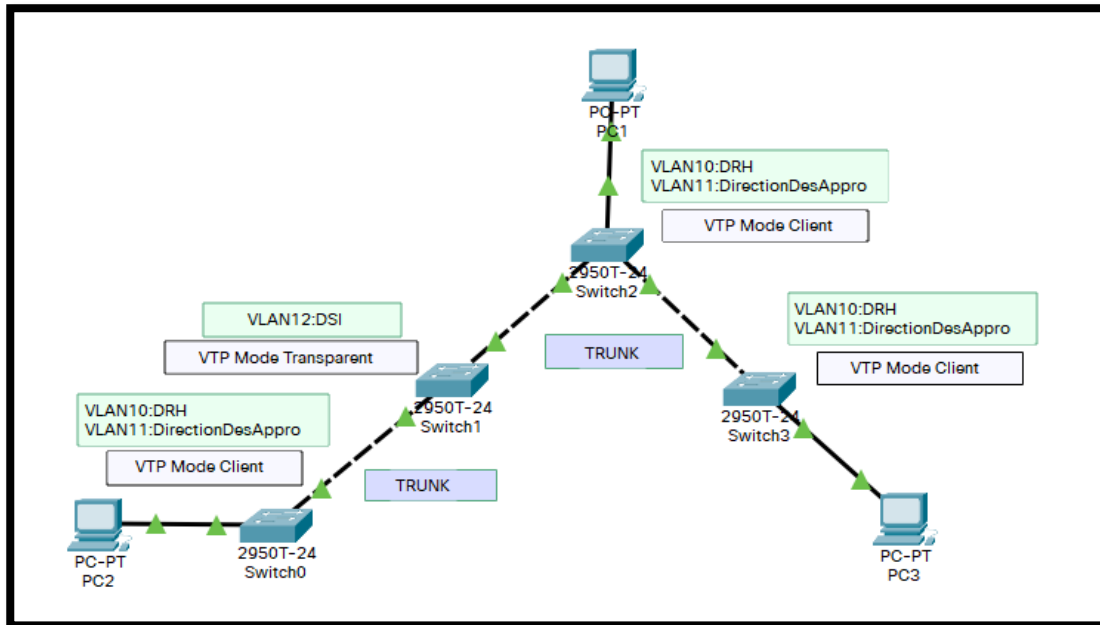 PC-PT
PC1
VLAN10:DRH
VLAN11:DirectionDesAppro
VTP Mode Client
2950T-24
Switch2
VLAN10:DRH
VLAN11:DirectionDesAppro
VTP Mode Client
VLAN12:DSI
VTP Mode Transparent
TRUNK
2950T-24
Switch1
2950T-24
Switch3
VLAN10:DRH
VLAN11:DirectionDesAppro
VTP Mode Client
TRUNK
PC-PT
PC2
2950T-24
Switch0
PC-PT
PC3